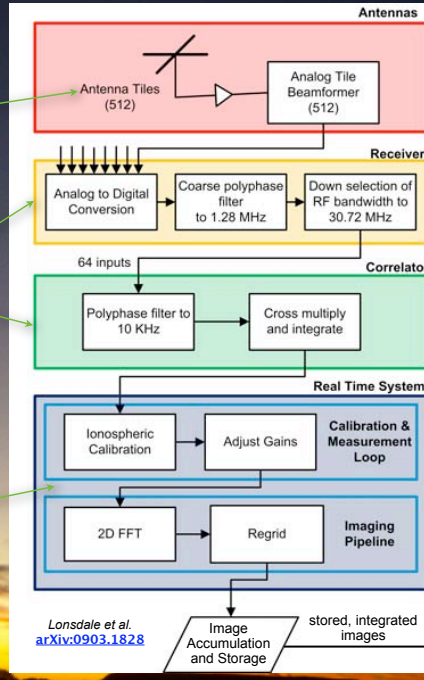 Antennas
Antenna Tiles
(512)
Analog Tile
Beamformer
(512)
Receiver
Analog to Digital
Conversion
Coarse polyphase
filter
to 1.28 MHz
Down selection of
RF bandwidth to
30.72 MHz
64 inputs
Correlato
Polyphase filter to
10 KHz
Cross multiply
and integrate
Real Time System
Ionospheric
Calibration
Adjust Gains
Calibration &
Measurement
Loop
2D FFT
Regrid
Imaging
Pipeline
Lonsdale et al.
arXiv:0903.1828
Image
Accumulation
and Storage
stored, integrated
images